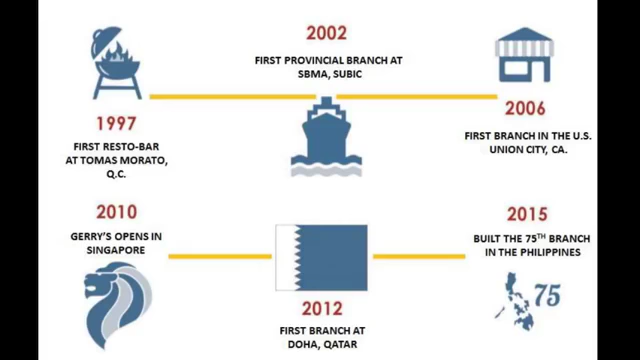 2002
FIRST PROVINCIAL BRANCH AT
SBMA, SUBIC
1997
FIRST RESTO-BAR
AT TOMAS MORATO,
Q.C.
2006
FIRST BRANCH IN THE U.S.
UNION CITY, CA.
2010
GERRY'S OPENS IN
SINGAPORE
2012
FIRST BRANCH AT
DOHA, QATAR
2015
BUILT THE 75TH BRANCH
IN THE PHILIPPINES
75